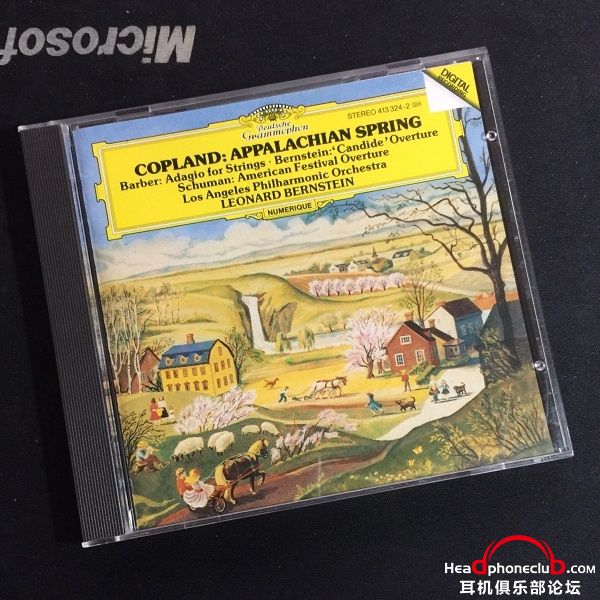 Microsof
DIGITAL
RECORDING
Deutsche
Grammophon
STEREO 413 324-2 GH
COPLAND: APPALACHIAN SPRING
Barber: Adagio for Strings · Bernstein: ‘Candide’ Overture
Schuman: American Festival Overture
Los Angeles Philharmonic Orchestra
LEONARD BERNSTEIN
NUMERIQUE
Headphoneclub.com
耳机俱乐部论坛